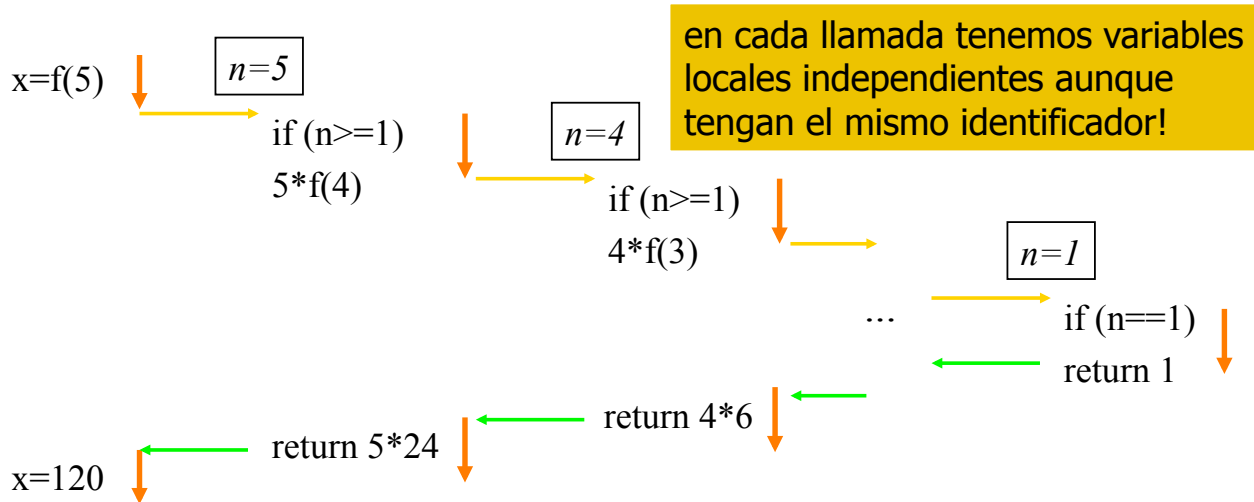 en cada llamada tenemos variables
locales independientes aunque
tengan el mismo identificador!
x=f(5)
n=5
if (n>=1)
5*f(4)
n=4
if (n>=1)
4*f(3)
n=1
...
if (n==1)
return 1
return 4*6
return 5*24
x=120